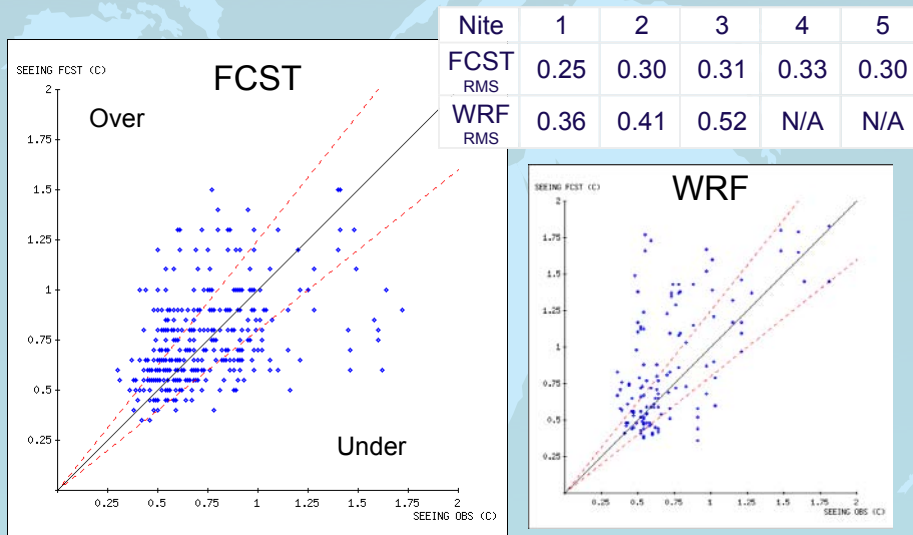 Nite 1 2 3 4 5
FCST RMS 0.25 0.30 0.31 0.33 0.30
WRF RMS 0.36 0.41 0.52 N/A N/A
SEEING FCST (C)
FCST
Over
Under
2
1.75
1.5
1.25
1
0.75
0.5
0.25
0.25 0.5 0.75 1 1.25 1.5 1.75 2
SEEING OBS (C)
SEEING FCST (C)
WRF
2
1.75
1.5
1.25
1
0.75
0.5
0.25
0.25 0.5 0.75 1 1.25 1.5 1.75 2
SEEING OBS (C)